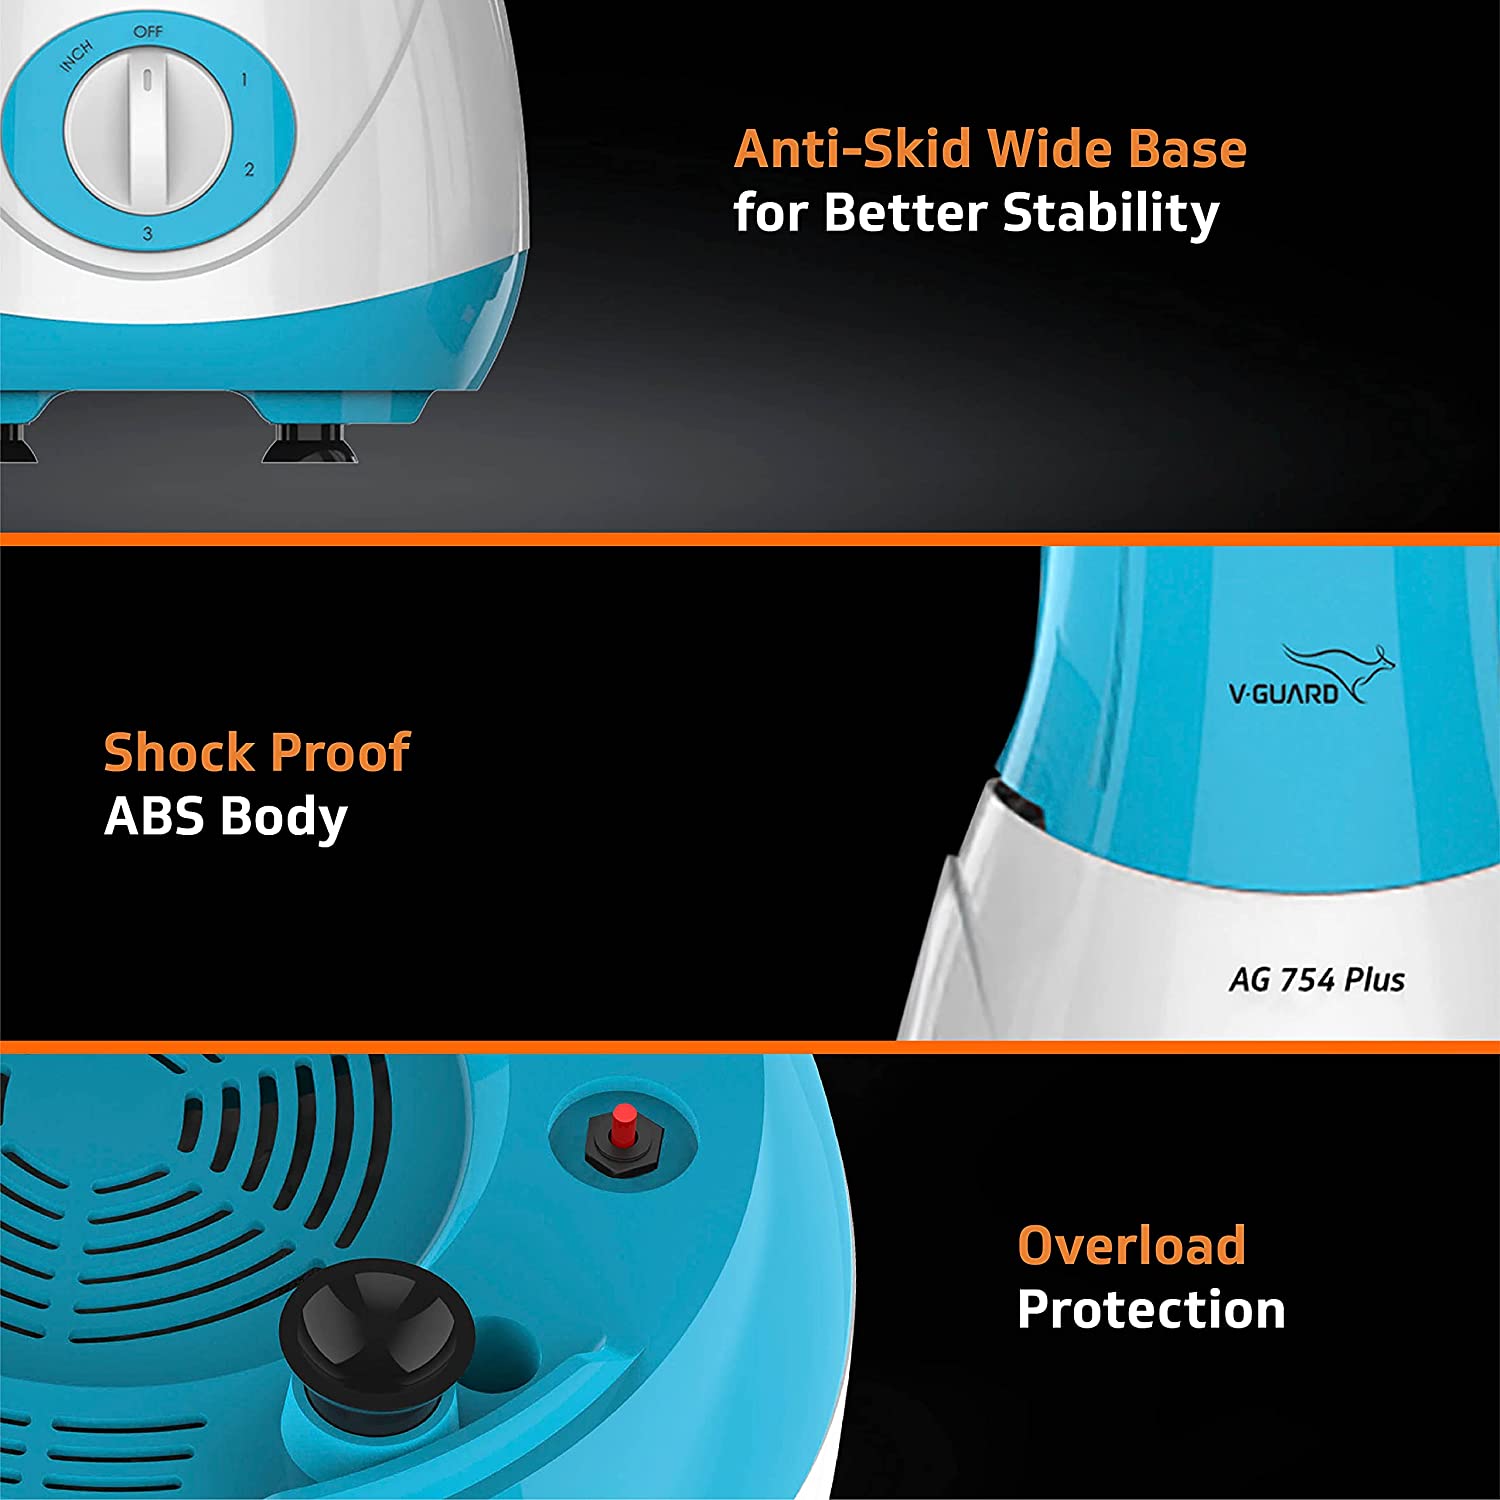 OFF
INCH
1
2
3
Anti-Skid Wide Base
for Better Stability
V-GUARD
Shock Proof
ABS Body
AG 754 Plus
Overload
Protection